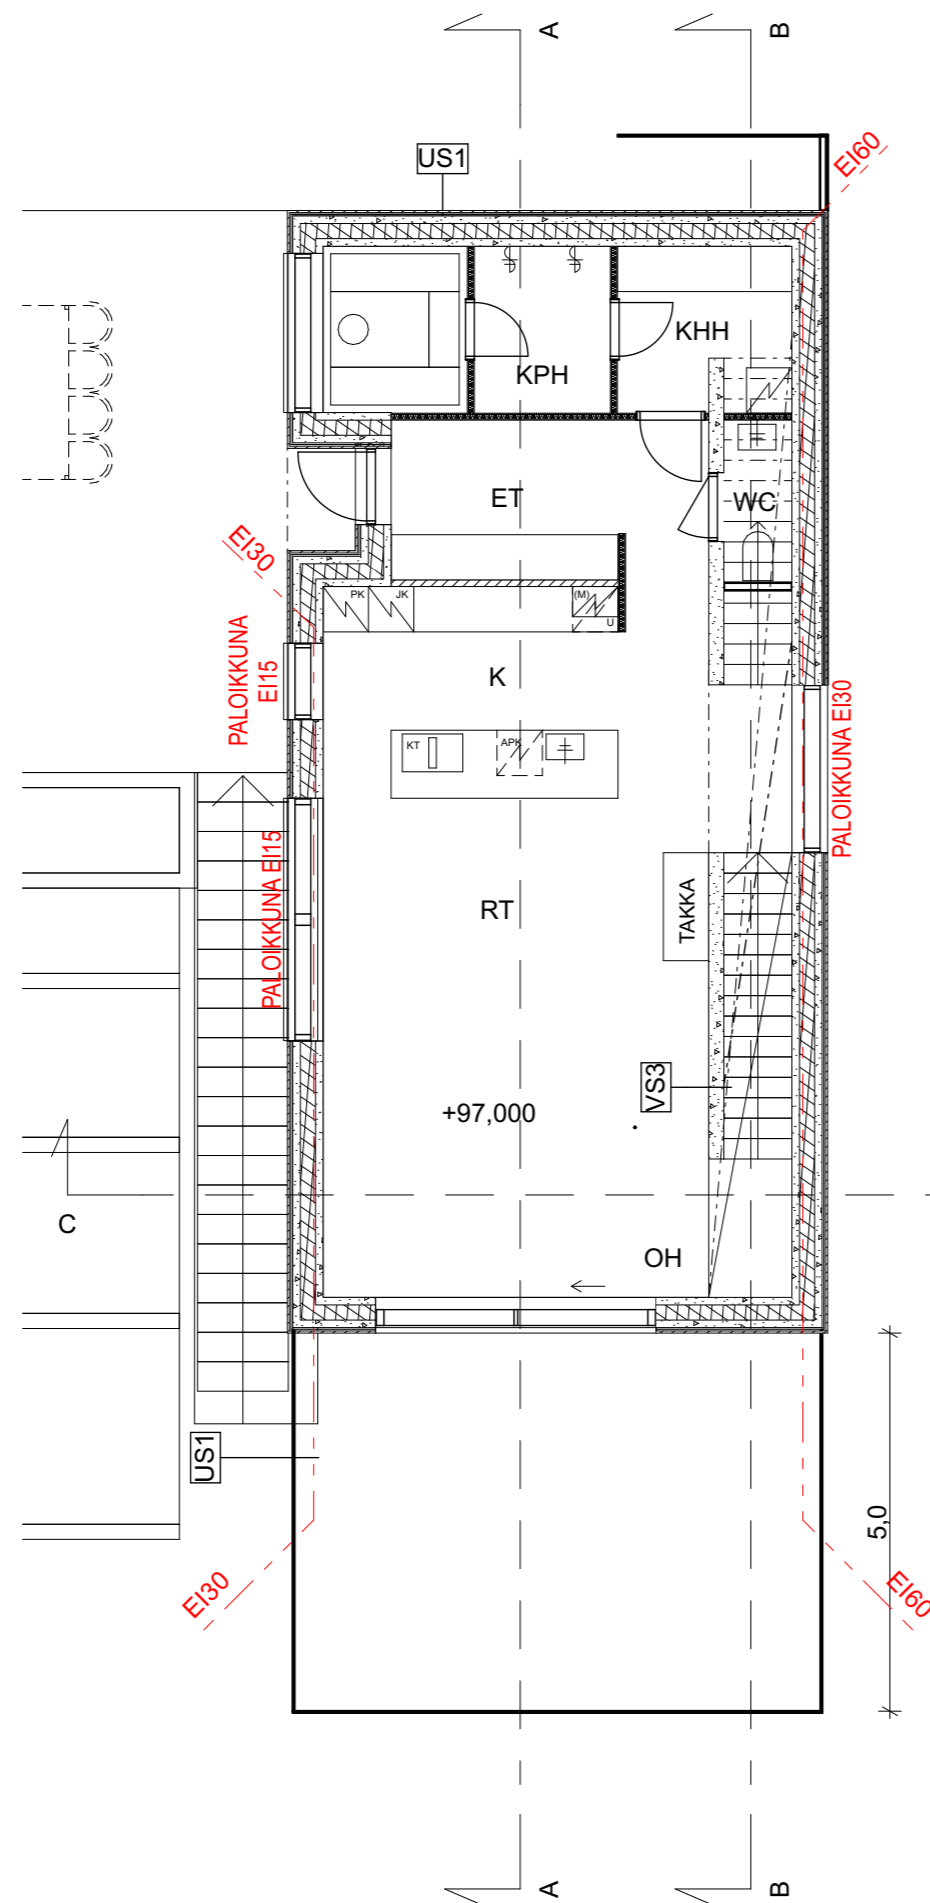 A
B
US1
EI60
KPH
KHH
ET
WC
EI30
PK
JK
(M)
U
PALOIKKUNA
EI15
K
PALOIKKUNA EI30
KT
APK
PALOIKKUNA EI15
RT
TAKKA
VS3
+97,000
C
OH
US1
5,0
EI30
EI60
A
B